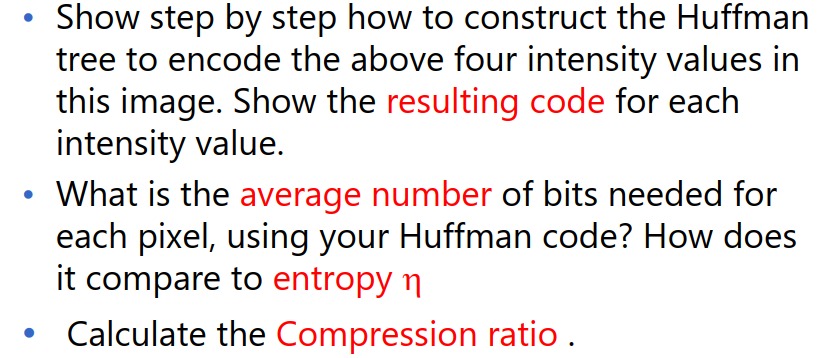 • Show step by step how to construct the Huffman
tree to encode the above four intensity values in
this image. Show the resulting code for each
intensity value.
• What is the average number of bits needed for
each pixel, using your Huffman code? How does
it compare to entropy η
• Calculate the Compression ratio .